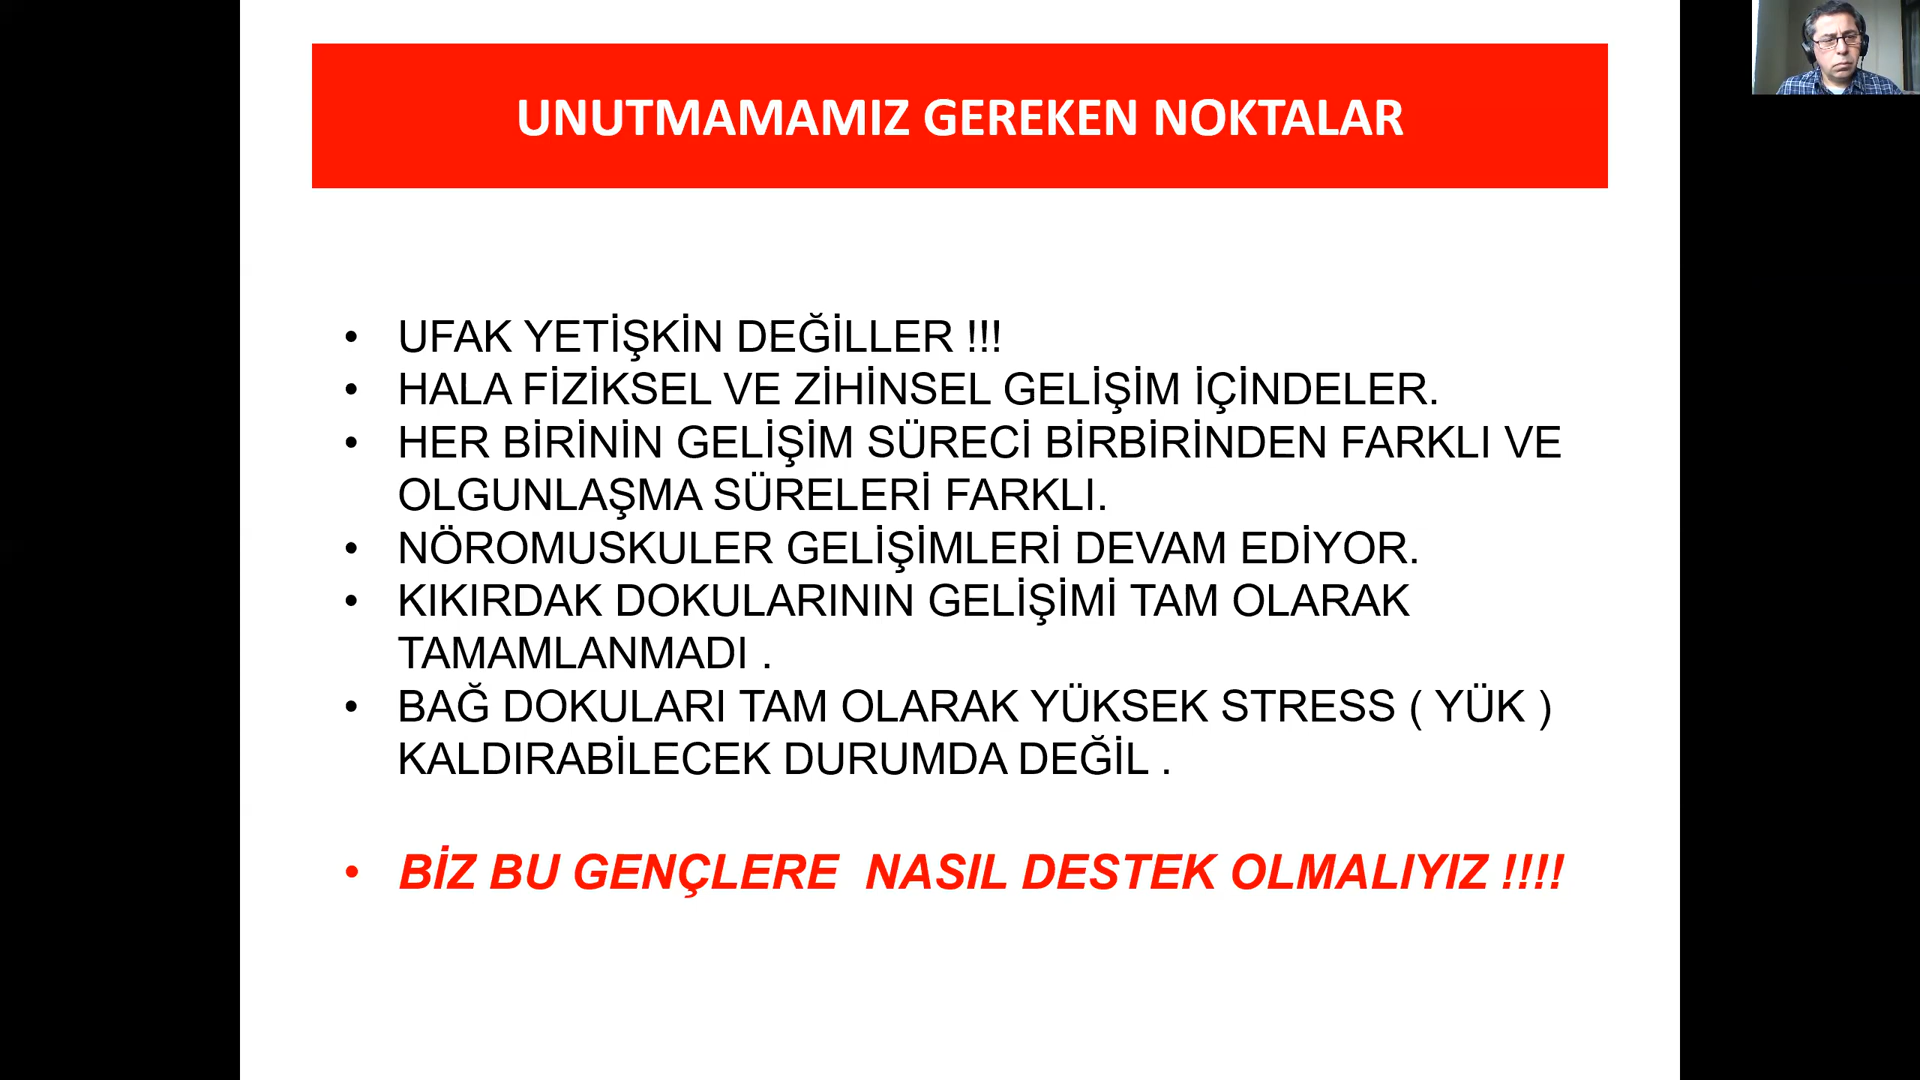 UNUTMAMAMIZ GEREKEN NOKTALAR
• UFAK YETİŞKİN DEĞİLLER !!!
• HALA FİZİKSEL VE ZİHİNSEL GELİŞİM İÇİNDELER.
• HER BİRİNİN GELİŞİM SÜRECİ BİRBİRİNDEN FARKLI VE
OLGUNLAŞMA SÜRELERİ FARKLI.
• NÖROMUSKULER GELİŞİMLERİ DEVAM EDİYOR.
• KIKIRDAK DOKULARININ GELİŞİMİ TAM OLARAK
TAMAMLANMADI .
• BAĞ DOKULARI TAM OLARAK YÜKSEK STRESS ( YÜK )
KALDIRABİLECEK DURUMDA DEĞİL .
• BİZ BU GENÇLERE  NASIL DESTEK OLMALIYIZ !!!!